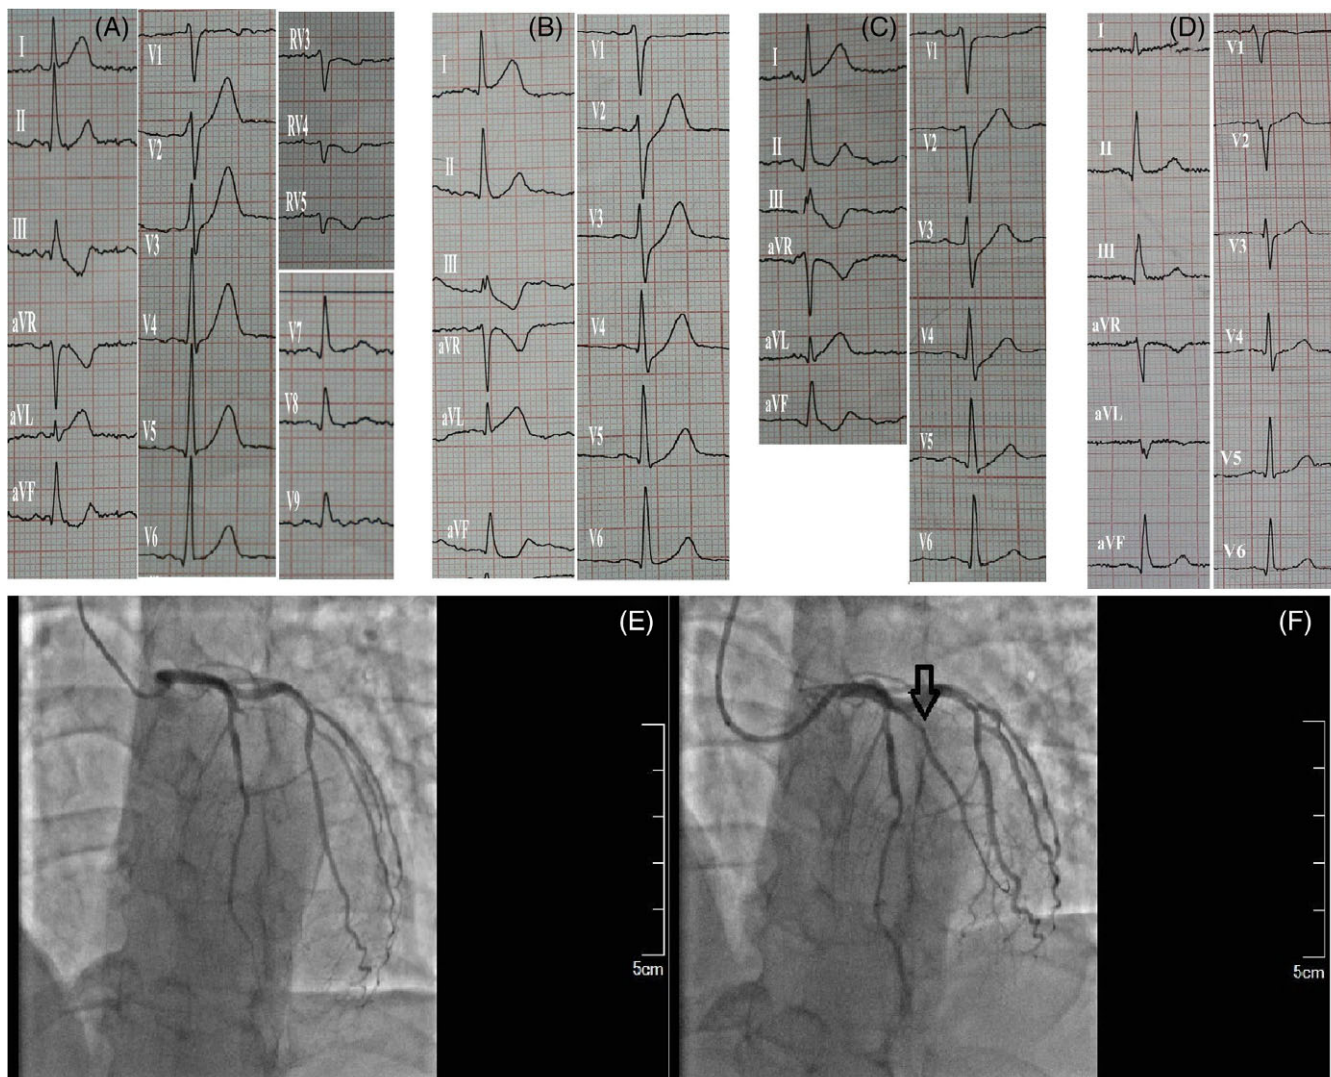 (A)
I
II
III
aVR
aVL
aVF
V1
V2
V3
V4
V5
V6
RV3
RV4
RV5
V7
V8
V9
(B)
I
II
III
aVR
aVL
aVF
V1
V2
V3
V4
V5
V6
(C)
I
II
III
aVR
aVL
aVF
V1
V2
V3
V4
V5
V6
(D)
I
II
III
aVR
aVL
aVF
V1
V2
V3
V4
V5
V6
(E)
5cm
(F)
5cm